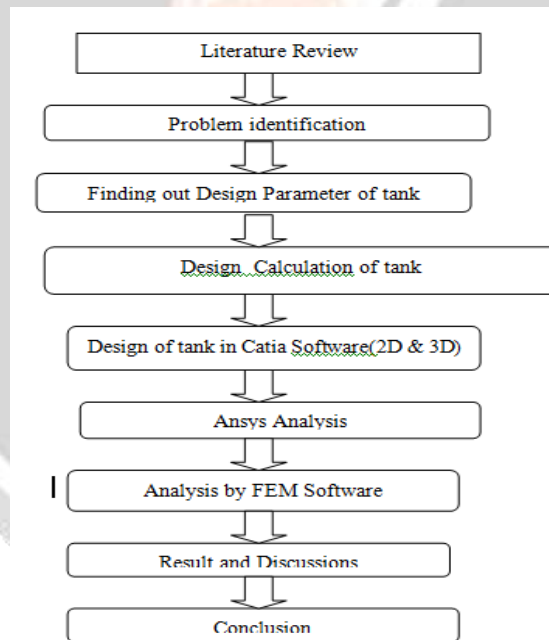 Literature Review
Problem identification
Finding out Design Parameter of tank
Design Calculation of tank
Design of tank in Catia Software(2D & 3D)
Ansys Analysis
Analysis by FEM Software
Result and Discussions
Conclusion